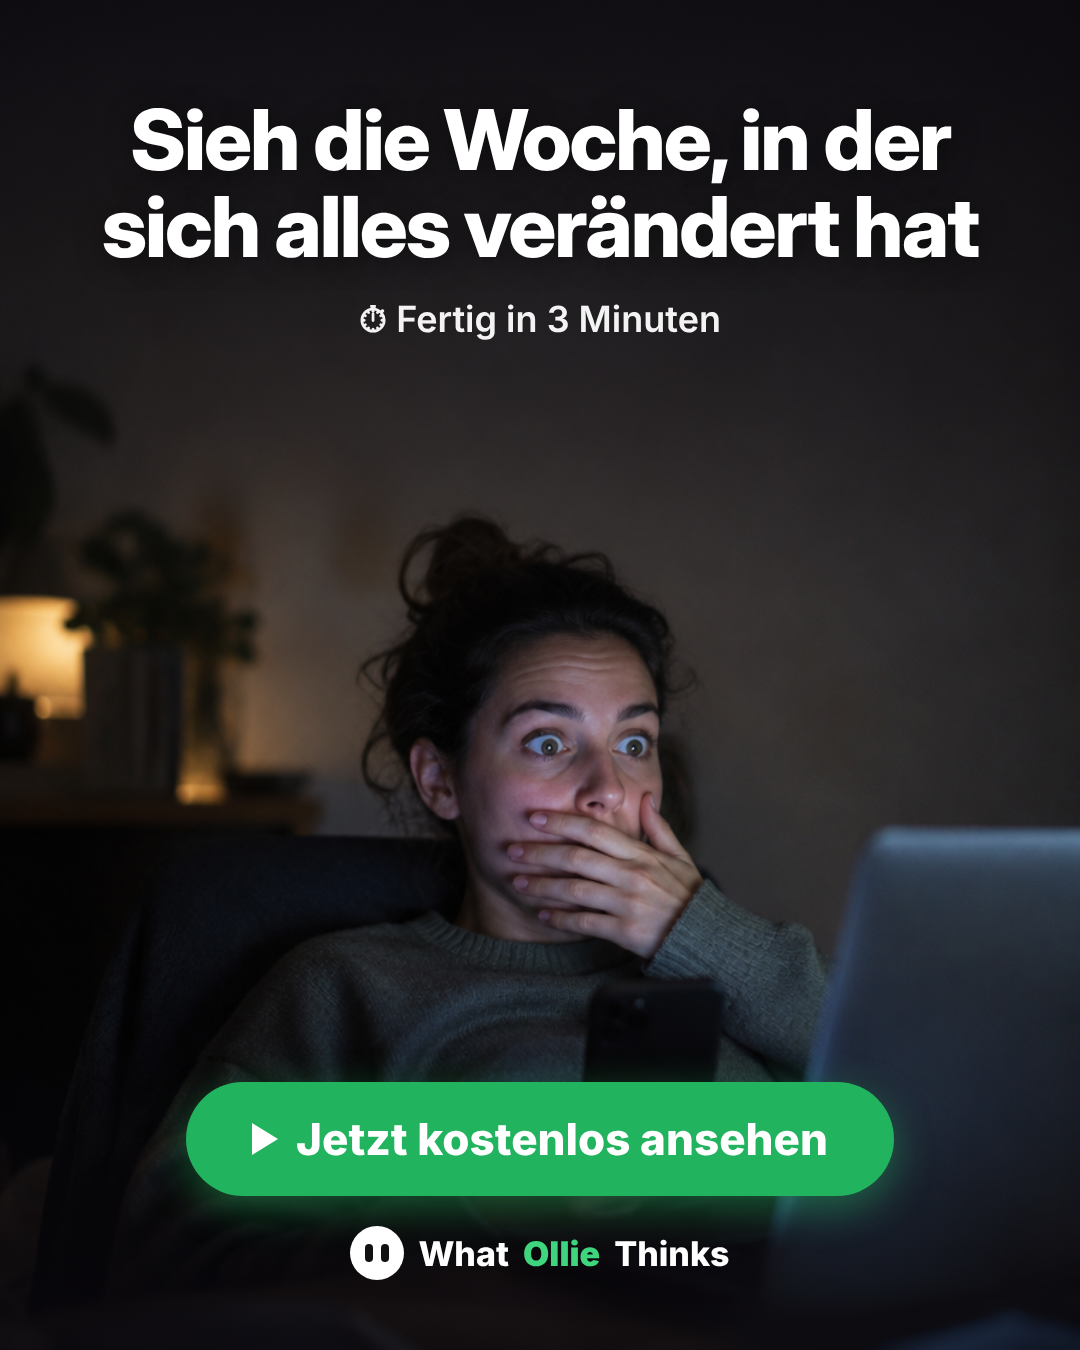 Sieh die Woche, in der
sich alles verändert hat
⏱ Fertig in 3 Minuten
▶ Jetzt kostenlos ansehen
What Ollie Thinks